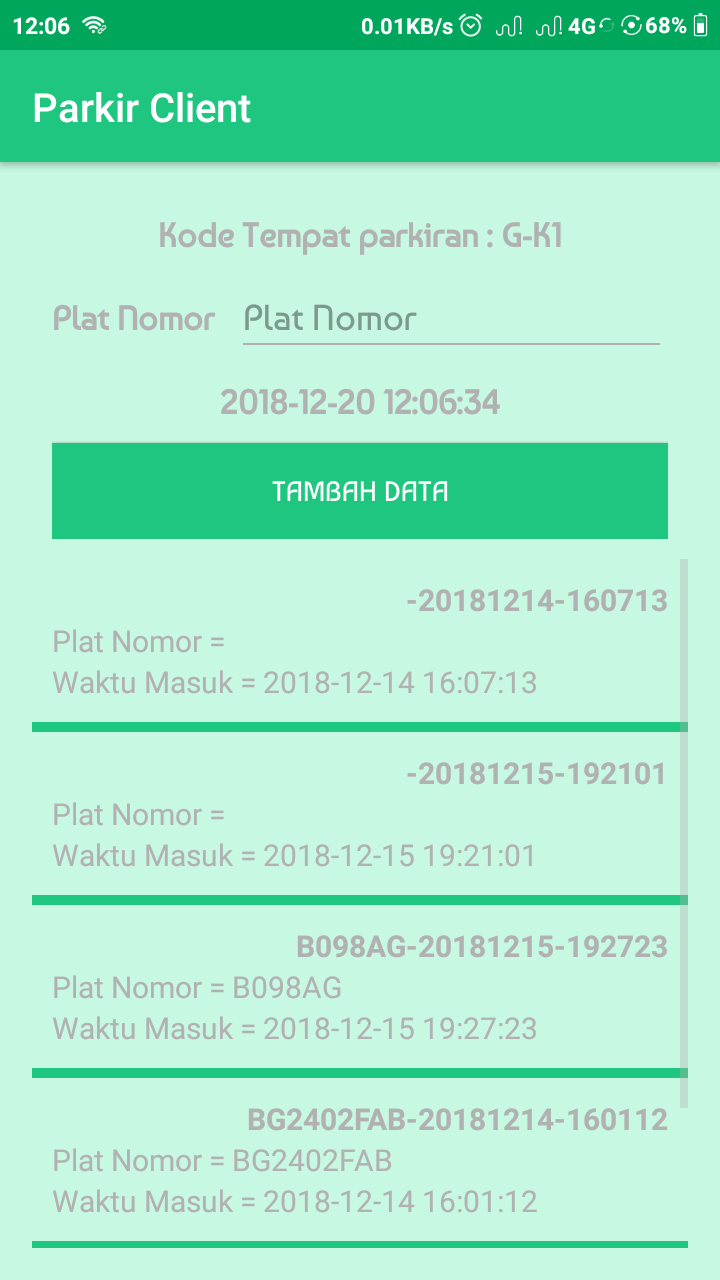 12:06 0.01KB/s 4G 68%
Parkir Client
Kode Tempat parkiran : G-K1
Plat Nomor Plat Nomor
2018-12-20 12:06:34
TAMBAH DATA
-20181214-160713
Plat Nomor =
Waktu Masuk = 2018-12-14 16:07:13
-20181215-192101
Plat Nomor =
Waktu Masuk = 2018-12-15 19:21:01
B098AG-20181215-192723
Plat Nomor = B098AG
Waktu Masuk = 2018-12-15 19:27:23
BG2402FAB-20181214-160112
Plat Nomor = BG2402FAB
Waktu Masuk = 2018-12-14 16:01:12